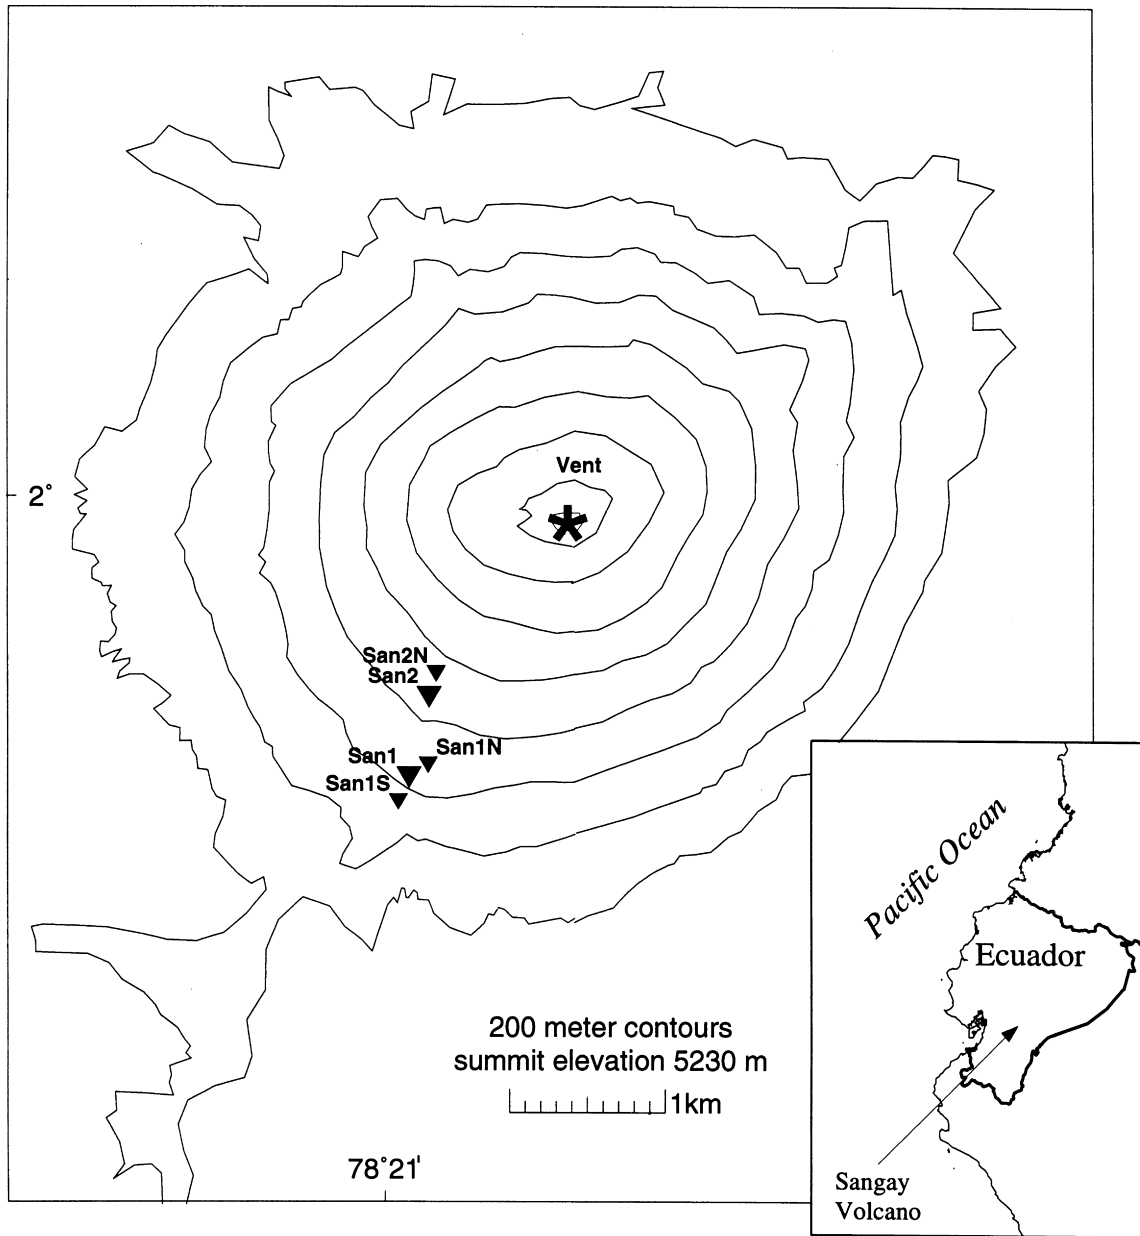 Vent
2°
San2N
San2
San1N
San1
San1S
Pacific Ocean
Ecuador
200 meter contours
summit elevation 5230 m
1km
78°21'
Sangay
Volcano